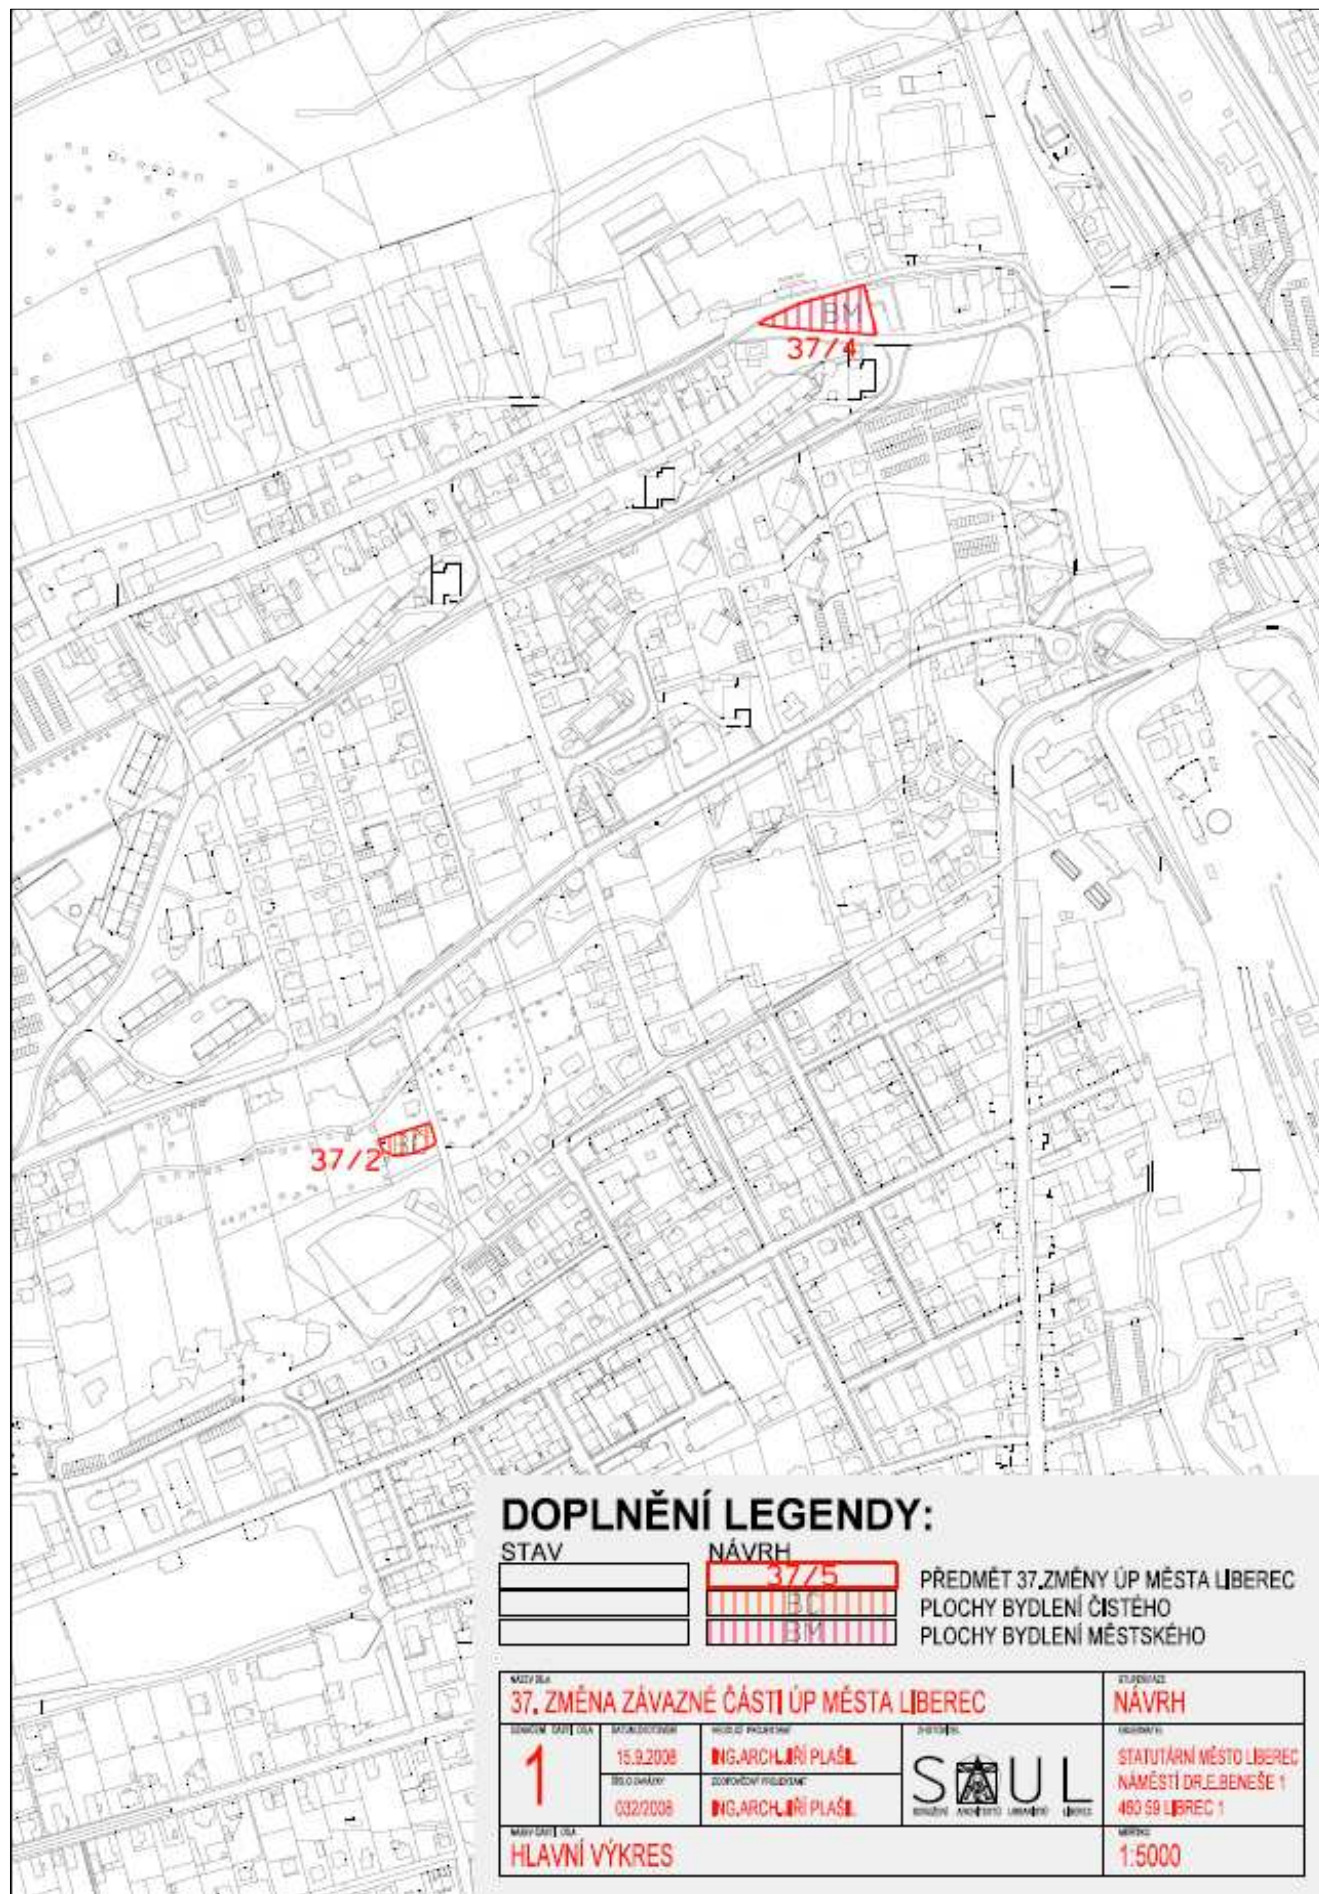 BM
37/4
BČ
37/2
DOPLNĚNÍ LEGENDY:
STAV NÁVRH
37/5 PŘEDMĚT 37.ZMĚNY ÚP MĚSTA LIBEREC
BČ PLOCHY BYDLENÍ ČISTÉHO
BM PLOCHY BYDLENÍ MĚSTSKÉHO
37. ZMĚNA ZÁVAZNÉ ČÁSTI ÚP MĚSTA LIBEREC
NÁVRH
1
15.9.2008
ING.ARCH.JIŘÍ PLAŠIL
032/2008
ING.ARCH.JIŘÍ PLAŠIL
SAUL
STATUTÁRNÍ MĚSTO LIBEREC
NÁMĚSTÍ DR.E.BENEŠE 1
460 59 LIBREC 1
HLAVNÍ VÝKRES
1:5000